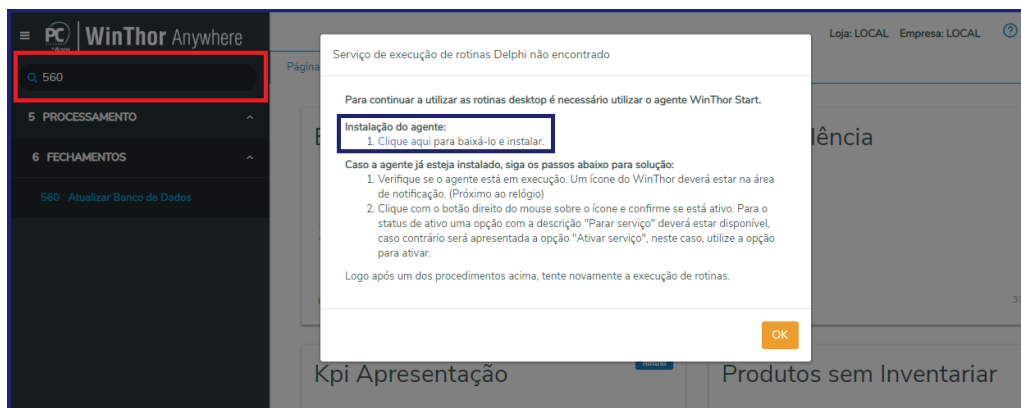 PC | WinThor Anywhere
Loja: LOCAL Empresa: LOCAL
560
Página
5 PROCESSAMENTO
6 FECHAMENTOS
560 Atualizar Banco de Dados
Serviço de execução de rotinas Delphi não encontrado
Para continuar a utilizar as rotinas desktop é necessário utilizar o agente WinThor Start.
Instalação do agente:
1. Clique aqui para baixá-lo e instalar.
Caso a agente já esteja instalado, siga os passos abaixo para solução:
1. Verifique se o agente está em execução. Um ícone do WinThor deverá estar na área
de notificação. (Próximo ao relógio)
2. Clique com o botão direito do mouse sobre o ícone e confirme se está ativo. Para o
status de ativo uma opção com a descrição "Parar serviço" deverá estar disponível,
caso contrário será apresentada a opção "Ativar serviço", neste caso, utilize a opção
para ativar.
Logo após um dos procedimentos acima, tente novamente a execução de rotinas.
OK
lência
Kpi Apresentação
Produtos sem Inventariar